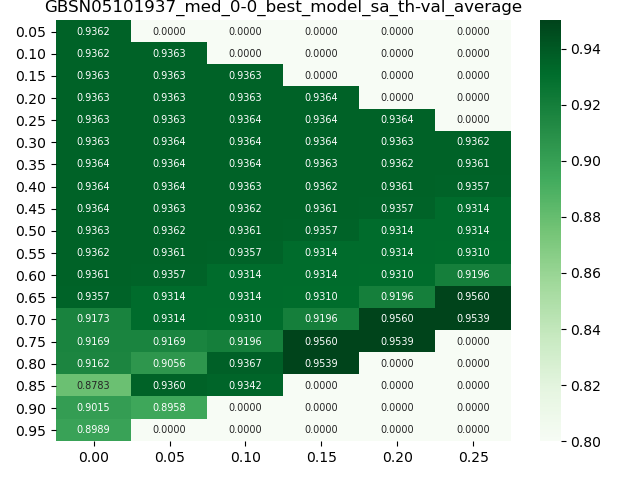 GBSN05101937_med_0-0_best_model_sa_th-val_average
0.05 0.9362 0.0000 0.0000 0.0000 0.0000 0.0000
0.10 0.9362 0.9363 0.0000 0.0000 0.0000 0.0000
0.15 0.9363 0.9363 0.9363 0.0000 0.0000 0.0000
0.20 0.9363 0.9363 0.9363 0.9364 0.0000 0.0000
0.25 0.9363 0.9363 0.9364 0.9364 0.9364 0.0000
0.30 0.9363 0.9364 0.9364 0.9364 0.9363 0.9362
0.35 0.9364 0.9364 0.9364 0.9363 0.9362 0.9361
0.40 0.9364 0.9364 0.9363 0.9362 0.9361 0.9357
0.45 0.9364 0.9363 0.9362 0.9361 0.9357 0.9314
0.50 0.9363 0.9362 0.9361 0.9357 0.9314 0.9314
0.55 0.9362 0.9361 0.9357 0.9314 0.9314 0.9310
0.60 0.9361 0.9357 0.9314 0.9314 0.9310 0.9196
0.65 0.9357 0.9314 0.9314 0.9310 0.9196 0.9560
0.70 0.9173 0.9314 0.9310 0.9196 0.9560 0.9539
0.75 0.9169 0.9169 0.9196 0.9560 0.9539 0.0000
0.80 0.9162 0.9056 0.9367 0.9539 0.0000 0.0000
0.85 0.8783 0.9360 0.9342 0.0000 0.0000 0.0000
0.90 0.9015 0.8958 0.0000 0.0000 0.0000 0.0000
0.95 0.8989 0.0000 0.0000 0.0000 0.0000 0.0000
0.00 0.05 0.10 0.15 0.20 0.25
0.94
0.92
0.90
0.88
0.86
0.84
0.82
0.80